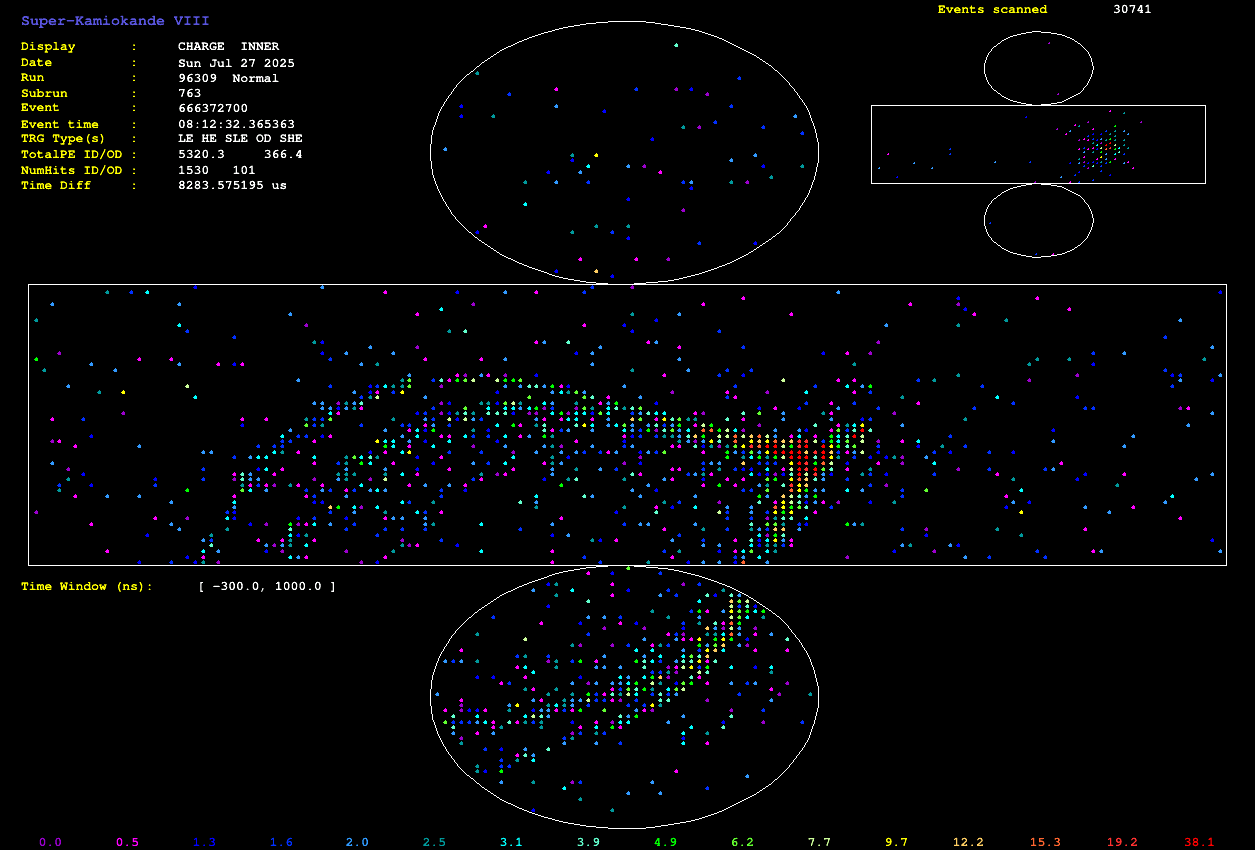 Super-Kamiokande VIII
Events scanned 30741
Display : CHARGE INNER
Date : Sun Jul 27 2025
Run : 96309 Normal
Subrun : 763
Event : 666372700
Event time : 08:12:32.365363
TRG Type(s) : LE HE SLE OD SHE
TotalPE ID/OD : 5320.3 366.4
NumHits ID/OD : 1530 101
Time Diff : 8283.575195 us
Time Window (ns): [ -300.0, 1000.0 ]
0.0 0.5 1.3 1.6 2.0 2.5 3.1 3.9 4.9 6.2 7.7 9.7 12.2 15.3 19.2 38.1